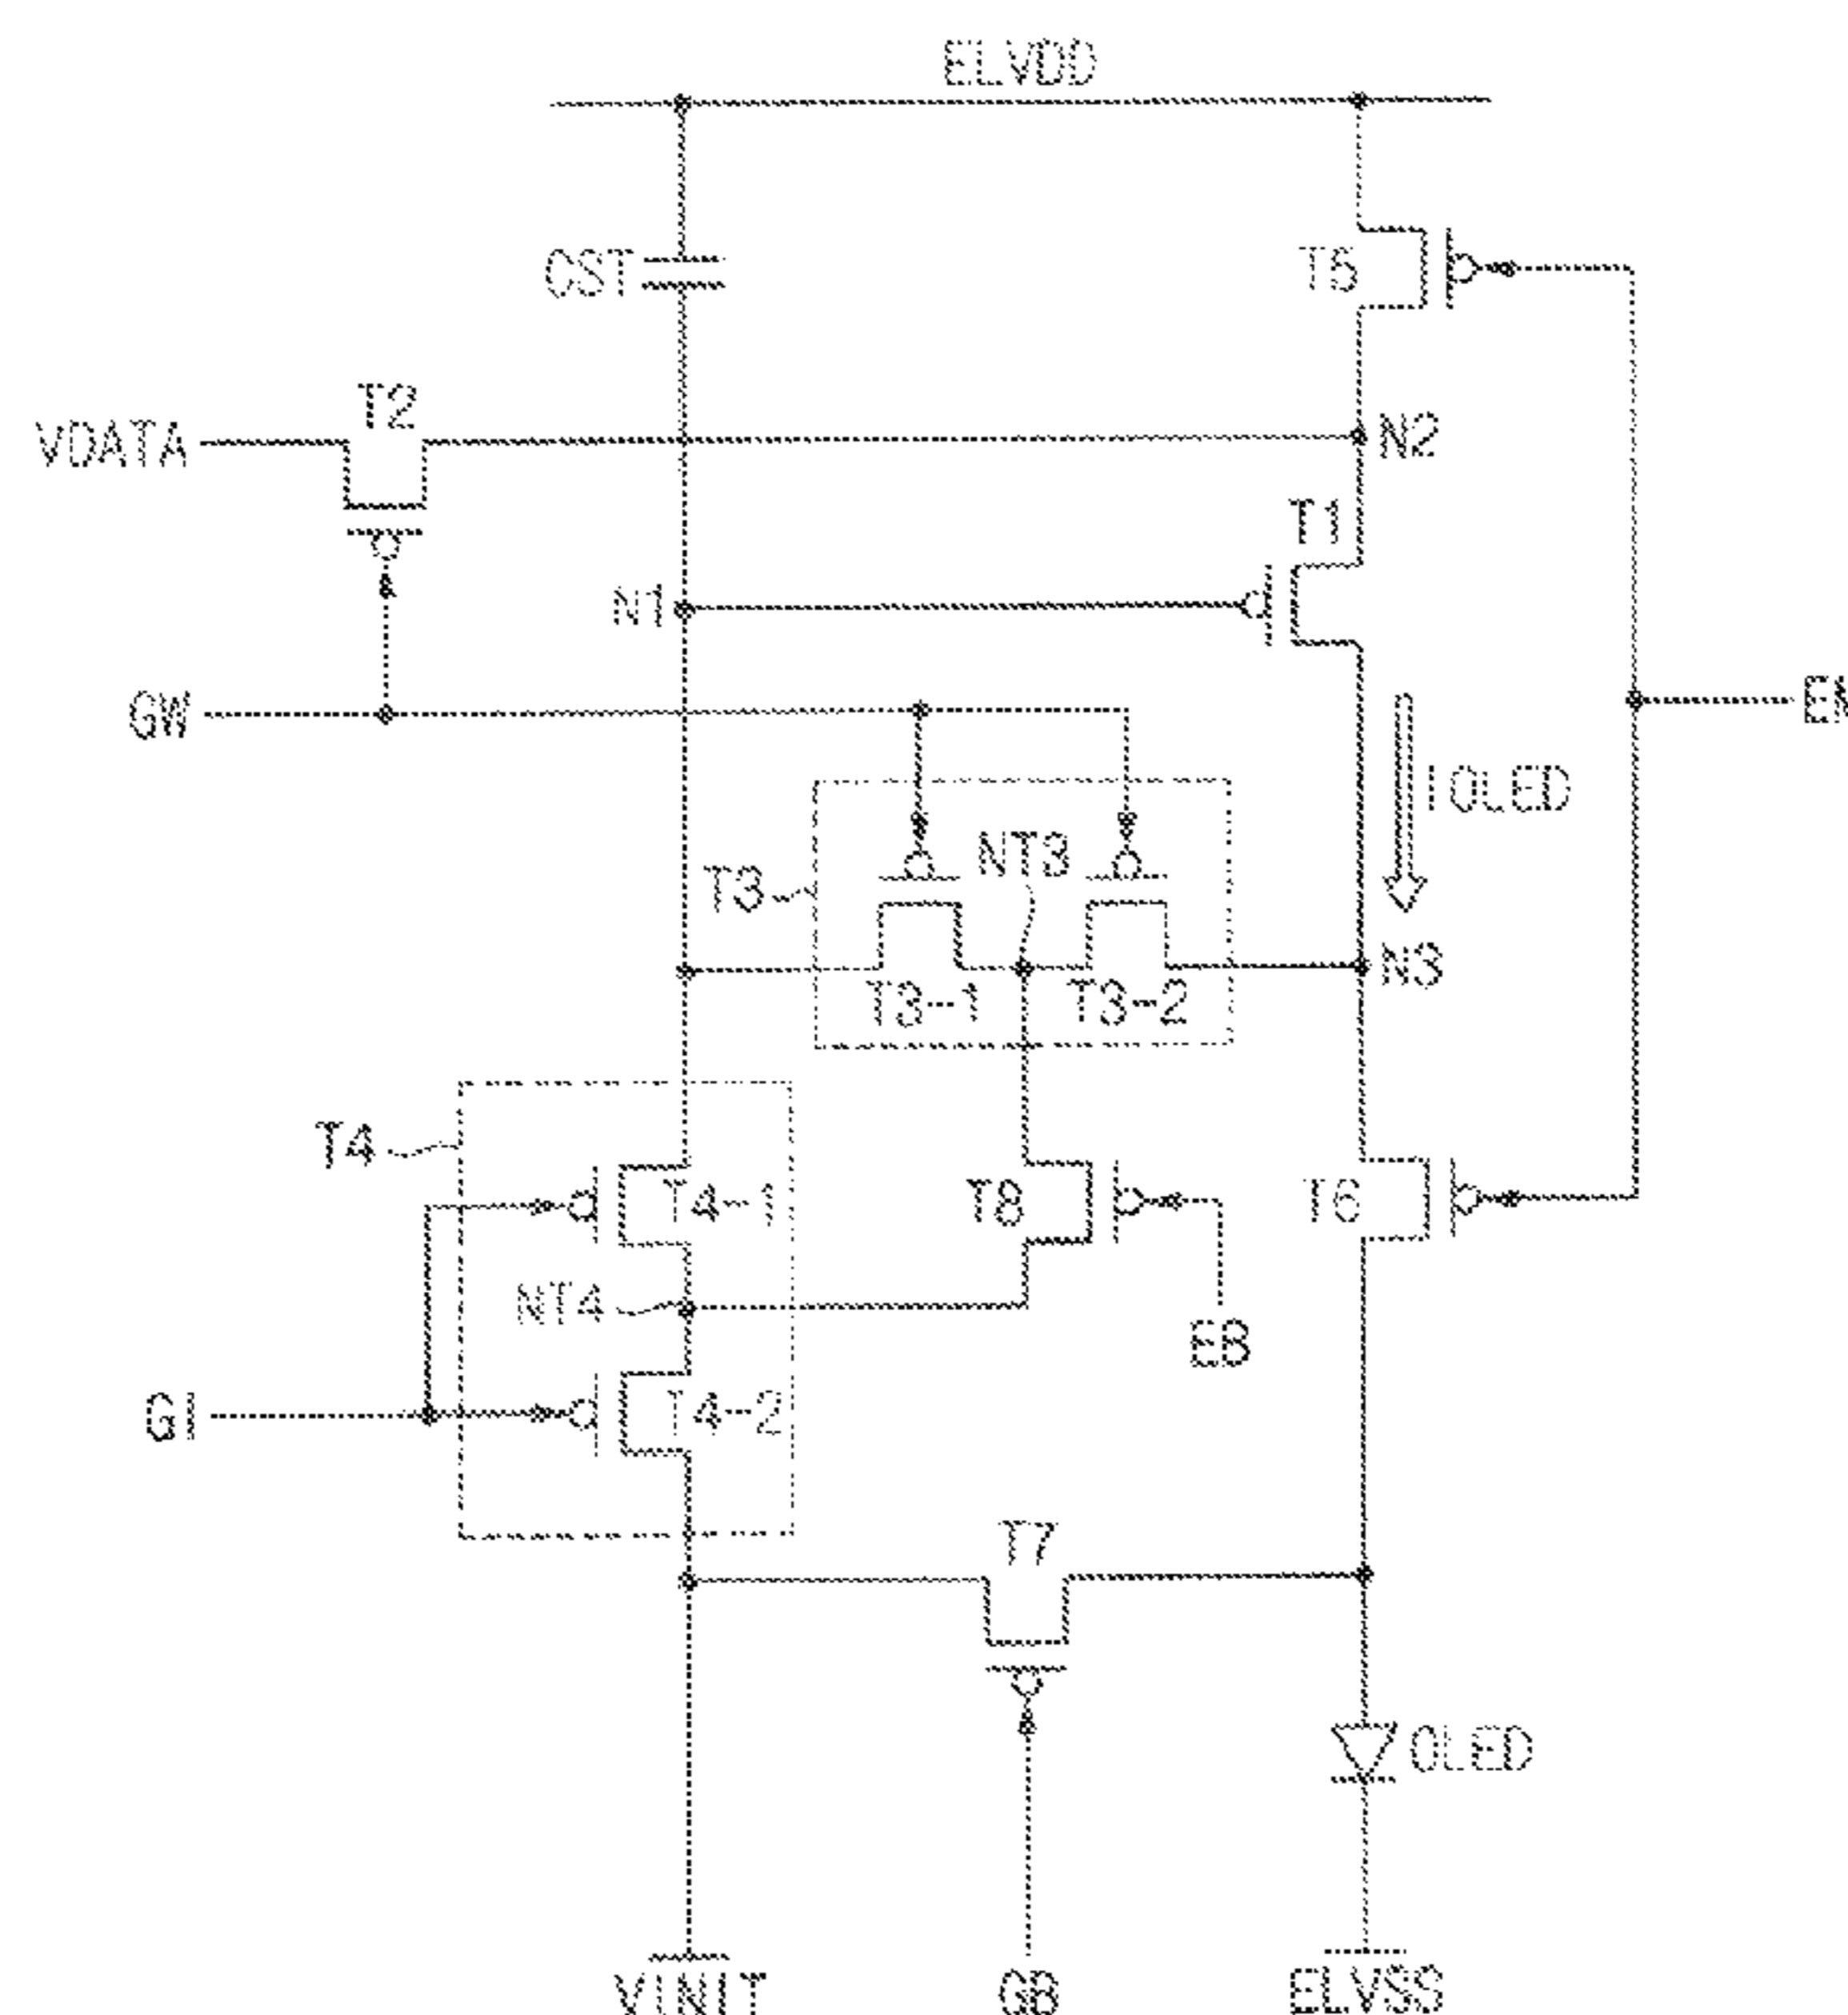 ELVDD
CST
T5
T2
VDATA
N2
T1
N1
GW
IOLED
NT3
T3
N3
T3-1
T3-2
T4
T4-1
T8
T6
NT4
EB
GI
T4-2
T7
OLED
VINIT
GB
ELVSS